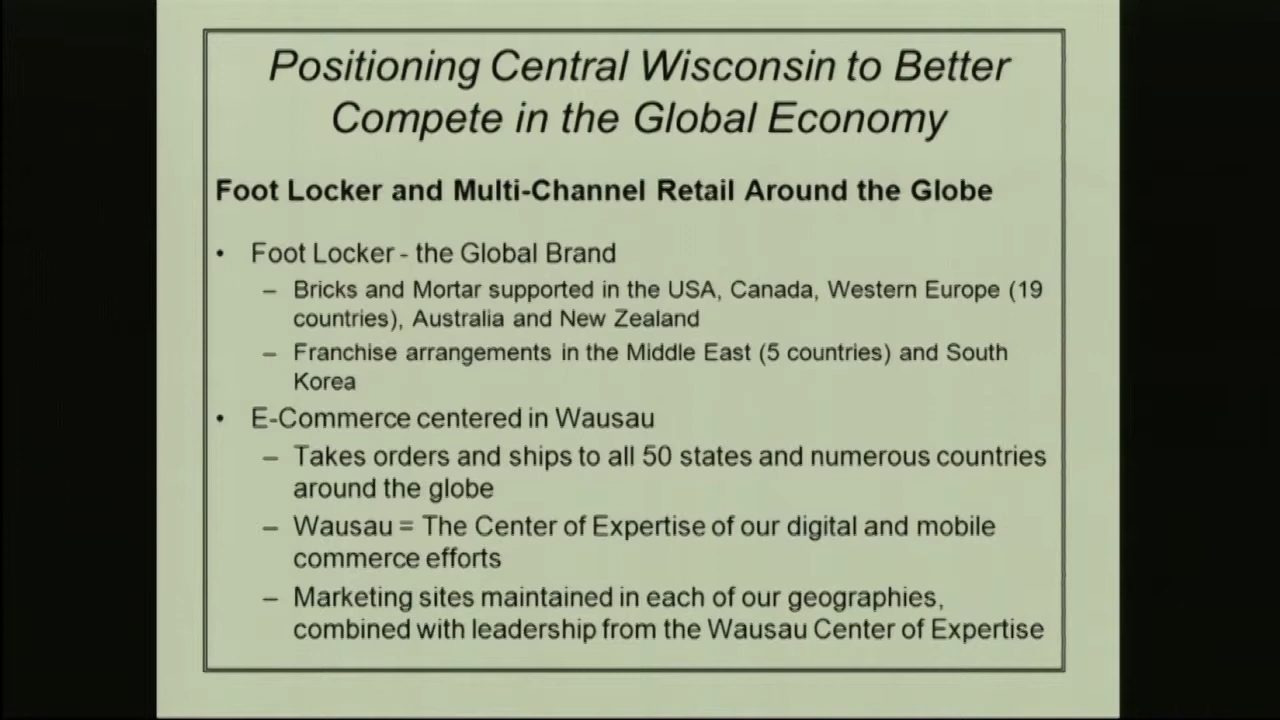 Positioning Central Wisconsin to Better
Compete in the Global Economy
Foot Locker and Multi-Channel Retail Around the Globe
• Foot Locker - the Global Brand
– Bricks and Mortar supported in the USA, Canada, Western Europe (19
countries), Australia and New Zealand
– Franchise arrangements in the Middle East (5 countries) and South
Korea
• E-Commerce centered in Wausau
– Takes orders and ships to all 50 states and numerous countries
around the globe
– Wausau = The Center of Expertise of our digital and mobile
commerce efforts
– Marketing sites maintained in each of our geographies,
combined with leadership from the Wausau Center of Expertise